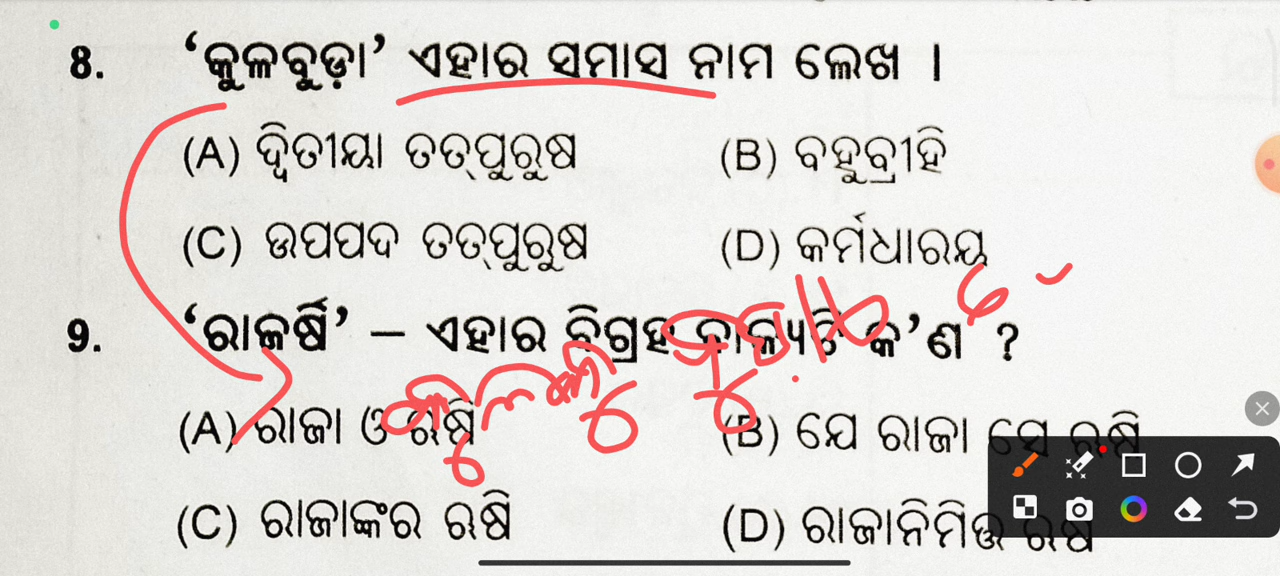 8. ‘କୁଳବୁଡ଼ା’ ଏହାର ସମାସ ନାମ ଲେଖ ।
(A) ଦ୍ୱିତୀୟା ତତ୍ପୁରୁଷ (B) ବହୁବ୍ରୀହି
(C) ଉପପଦ ତତ୍ପୁରୁଷ (D) କର୍ମଧାରୟ
9. ‘ରାଜର୍ଷି’ – ଏହାର ବିଗ୍ରହ ବାକ୍ୟଟି କ’ଣ ?
(A) ରାଜା ଓ ଋଷି (B) ଯେ ରାଜା ସେ ଋଷି
(C) ରାଜାଙ୍କର ଋଷି (D) ରାଜାନିମିତ୍ତ ଋଷି